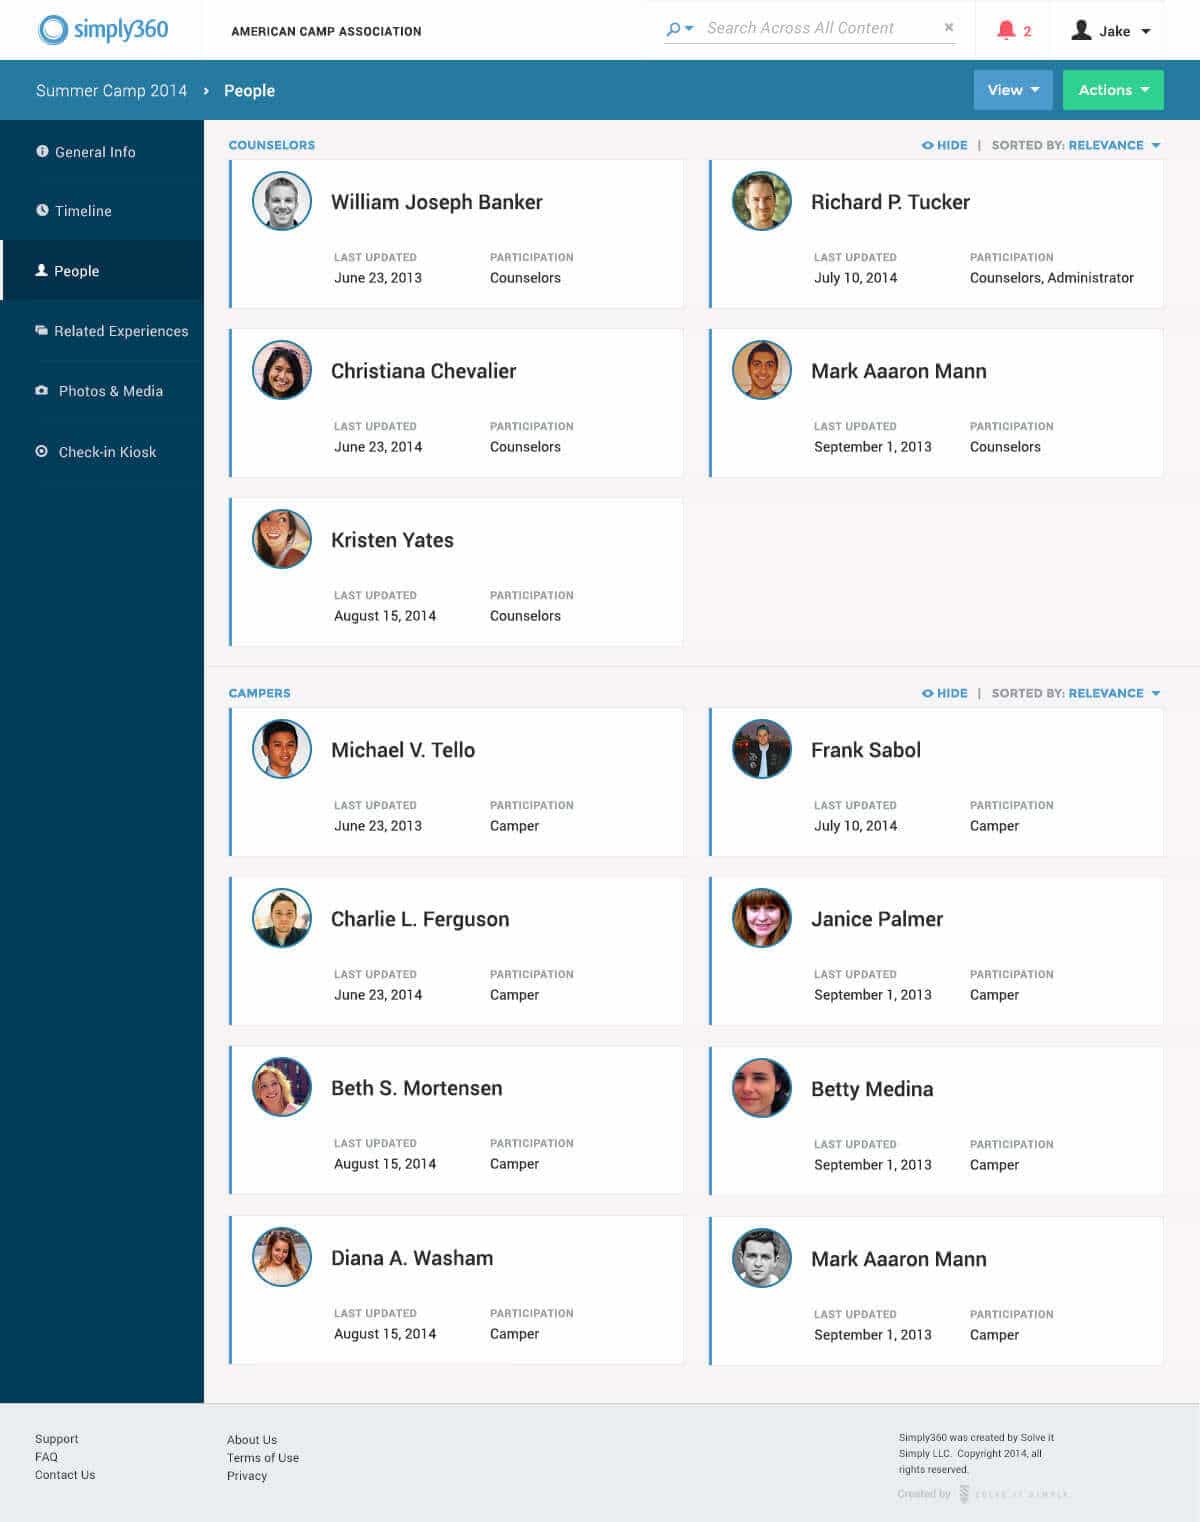 simply360
AMERICAN CAMP ASSOCIATION
Search Across All Content
2
Jake
Summer Camp 2014 › People
View
Actions
General Info
Timeline
People
Related Experiences
Photos & Media
Check-in Kiosk
COUNSELORS
HIDE | SORTED BY: RELEVANCE
William Joseph Banker
LAST UPDATED PARTICIPATION
June 23, 2013 Counselors
Richard P. Tucker
LAST UPDATED PARTICIPATION
July 10, 2014 Counselors, Administrator
Christiana Chevalier
LAST UPDATED PARTICIPATION
June 23, 2014 Counselors
Mark Aaaron Mann
LAST UPDATED PARTICIPATION
September 1, 2013 Counselors
Kristen Yates
LAST UPDATED PARTICIPATION
August 15, 2014 Counselors
CAMPERS
HIDE | SORTED BY: RELEVANCE
Michael V. Tello
LAST UPDATED PARTICIPATION
June 23, 2013 Camper
Frank Sabol
LAST UPDATED PARTICIPATION
July 10, 2014 Camper
Charlie L. Ferguson
LAST UPDATED PARTICIPATION
June 23, 2014 Camper
Janice Palmer
LAST UPDATED PARTICIPATION
September 1, 2013 Camper
Beth S. Mortensen
LAST UPDATED PARTICIPATION
August 15, 2014 Camper
Betty Medina
LAST UPDATED PARTICIPATION
September 1, 2013 Camper
Diana A. Washam
LAST UPDATED PARTICIPATION
August 15, 2014 Camper
Mark Aaaron Mann
LAST UPDATED PARTICIPATION
September 1, 2013 Camper
Support
FAQ
Contact Us
About Us
Terms of Use
Privacy
Simply360 was created by Solve it
Simply LLC. Copyright 2014, all
rights reserved.
Created by SOLVE IT SIMPLY